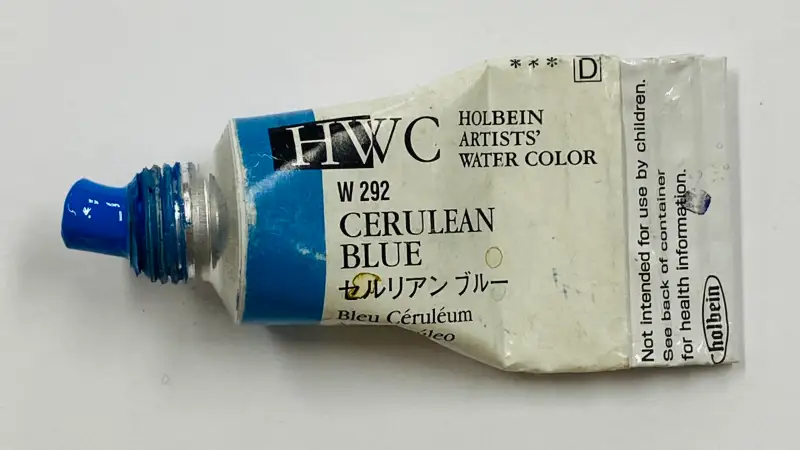 *** D
HWC
HOLBEIN
ARTISTS'
WATER COLOR
W 292
CERULEAN
BLUE
セルリアン ブルー
Bleu Céruléum
Not intended for use by children.
See back of container
for health information.
holbein